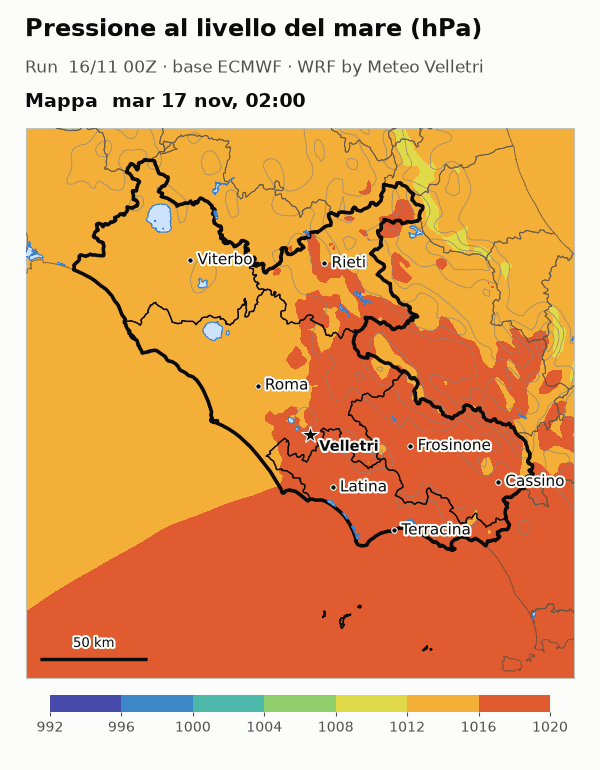 Pressione al livello del mare (hPa)
Run  16/11 00Z · base ECMWF · WRF by Meteo Velletri
Mappa  mar 17 nov, 02:00
Viterbo
Rieti
Roma
Velletri
Frosinone
Cassino
Latina
Terracina
50 km
992 996 1000 1004 1008 1012 1016 1020